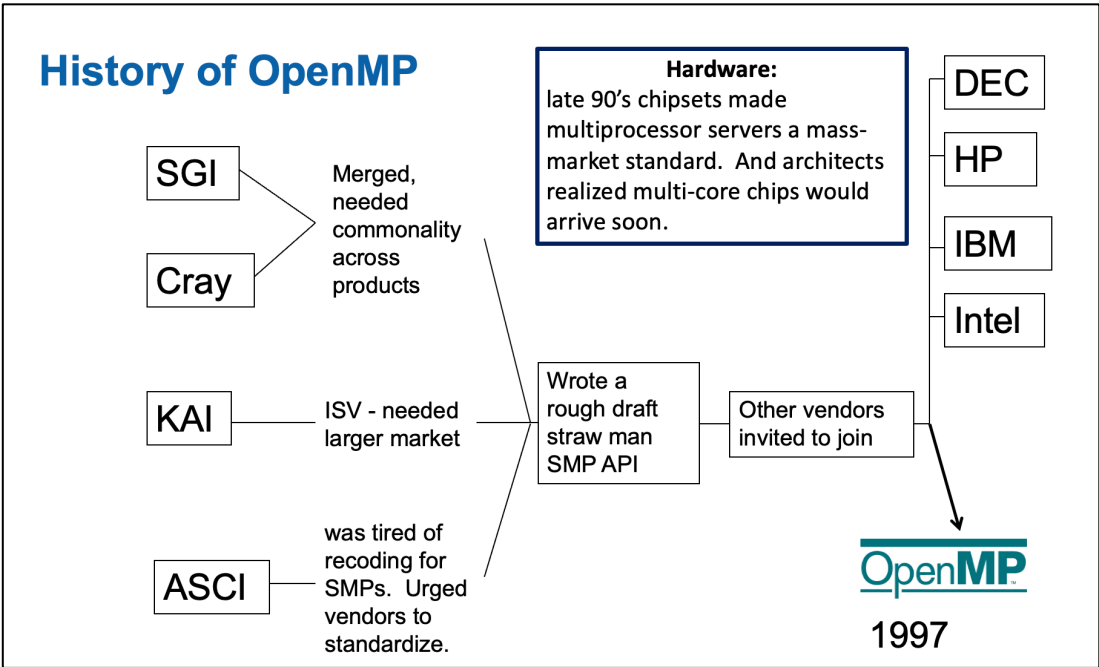 History of OpenMP
Hardware:
late 90's chipsets made
multiprocessor servers a mass-
market standard.  And architects
realized multi-core chips would
arrive soon.
SGI
Cray
Merged,
needed
commonality
across
products
KAI
ISV - needed
larger market
ASCI
was tired of
recoding for
SMPs.  Urged
vendors to
standardize.
Wrote a
rough draft
straw man
SMP API
Other vendors
invited to join
DEC
HP
IBM
Intel
OpenMP™
1997